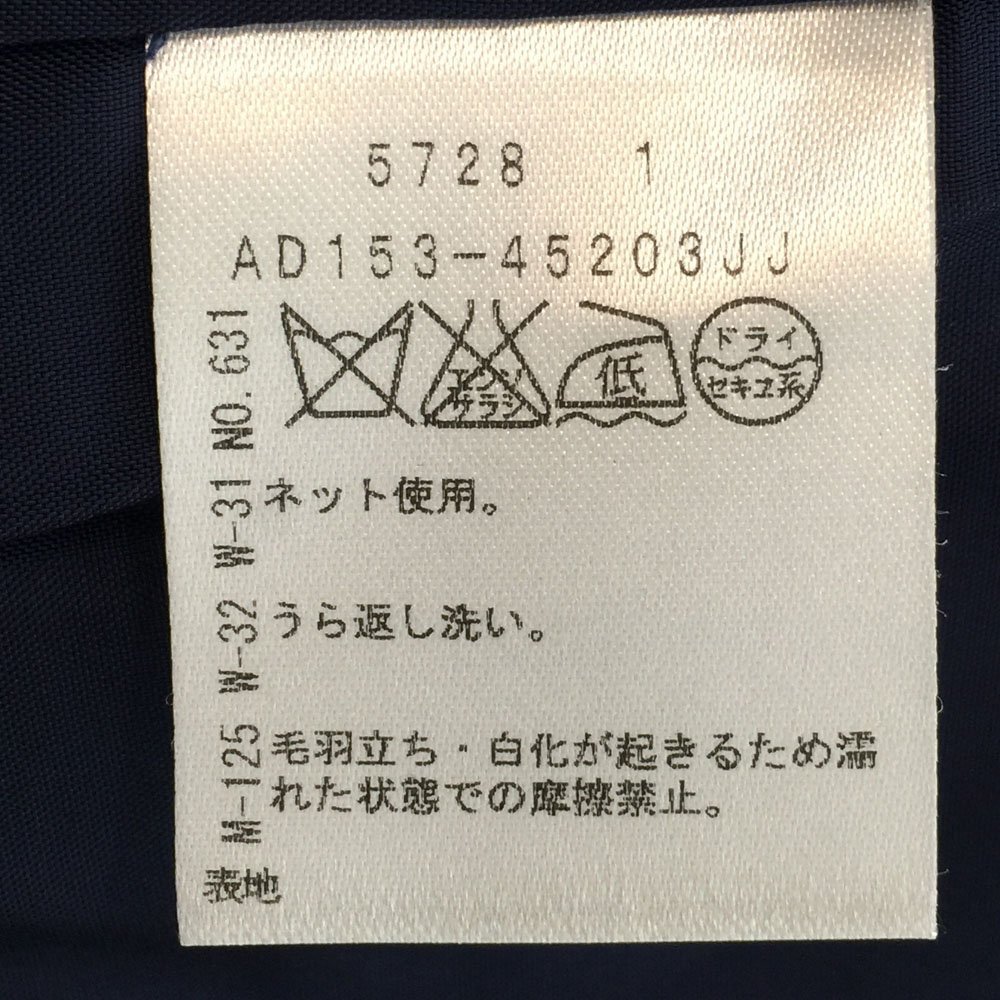 5728 1
AD153-45203JJ
エンソ
サラシ
低
ドライ
セキユ系
NO.631
W-31
W-32
M-125
ネット使用。
うら返し洗い。
毛羽立ち・白化が起きるため濡
れた状態での摩擦禁止。
表地